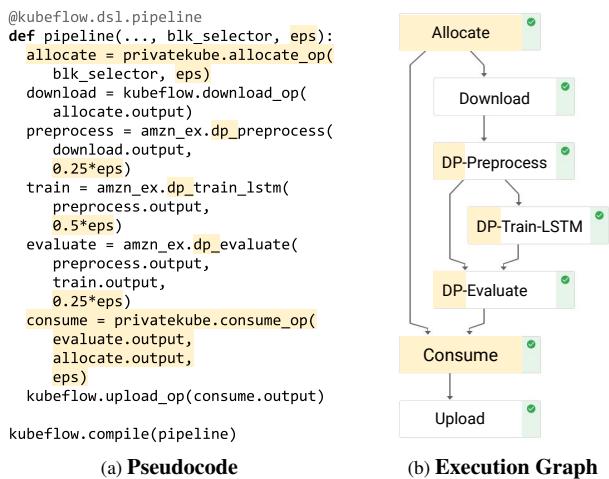 @kubeflow.dsl.pipeline
def pipeline(..., blk_selector, eps):
  allocate = privatekube.allocate_op(
     blk_selector, eps)
  download = kubeflow.download_op(
     allocate.output)
  preprocess = amzn_ex.dp_preprocess(
     download.output,
     0.25*eps)
  train = amzn_ex.dp_train_lstm(
     preprocess.output,
     0.5*eps)
  evaluate = amzn_ex.dp_evaluate(
     preprocess.output,
     train.output,
     0.25*eps)
  consume = privatekube.consume_op(
     evaluate.output,
     allocate.output,
     eps)
  kubeflow.upload_op(consume.output)
kubeflow.compile(pipeline)
(a) Pseudocode
Allocate
Download
DP-Preprocess
DP-Train-LSTM
DP-Evaluate
Consume
Upload
(b) Execution Graph